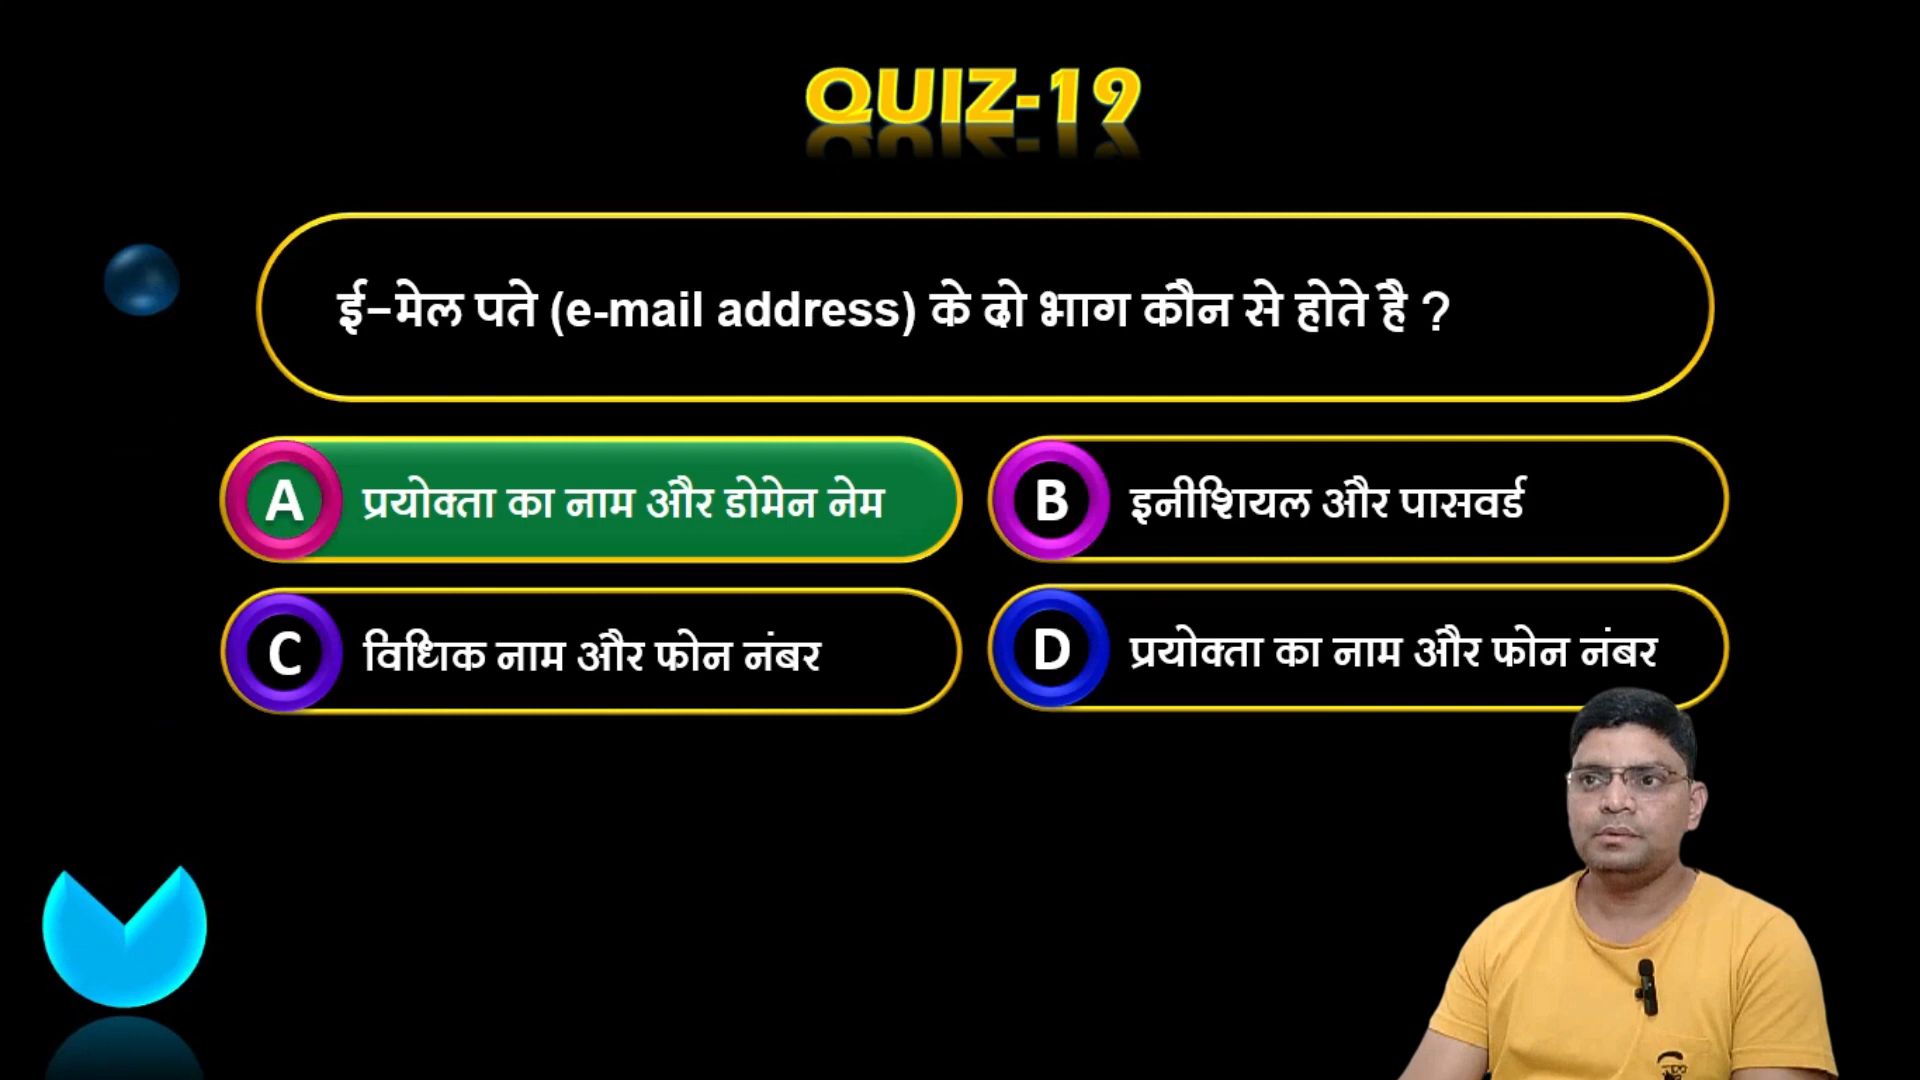 QUIZ-19
ई-मेल पते (e-mail address) के दो भाग कौन से होते है ?
A प्रयोक्ता का नाम और डोमेन नेम
B इनीशियल और पासवर्ड
C विधिक नाम और फोन नंबर
D प्रयोक्ता का नाम और फोन नंबर